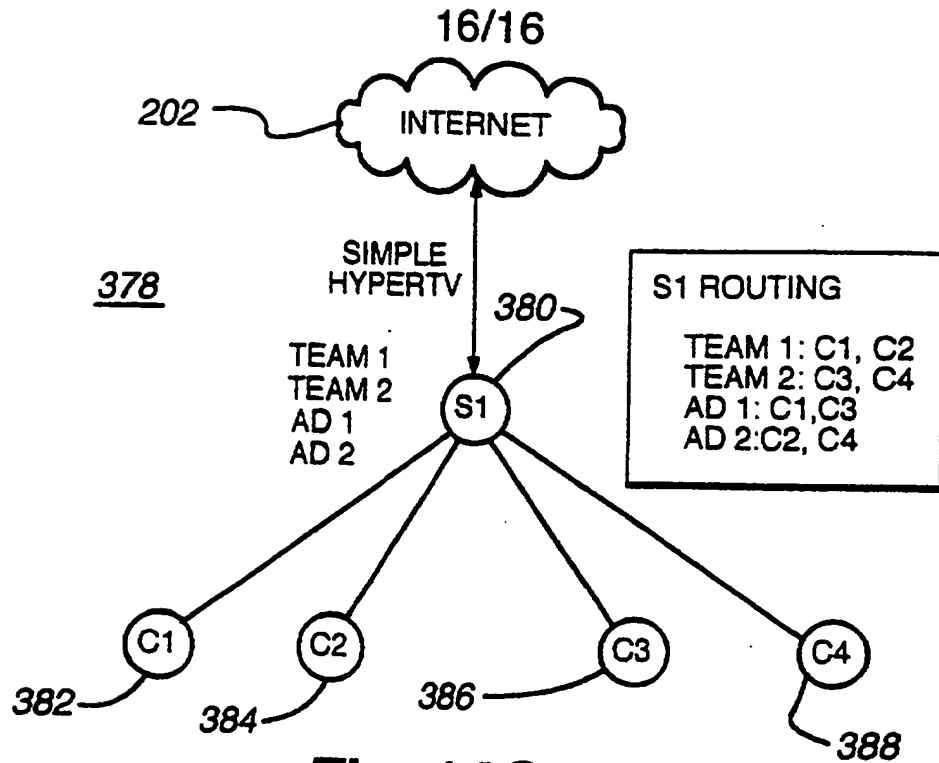 16/16
202
INTERNET
SIMPLE
HYPERTV
378
380
S1 ROUTING
TEAM 1: C1, C2
TEAM 2: C3, C4
AD 1: C1,C3
AD 2:C2, C4
TEAM 1
TEAM 2
AD 1
AD 2
S1
C1
C2
C3
C4
382
384
386
388